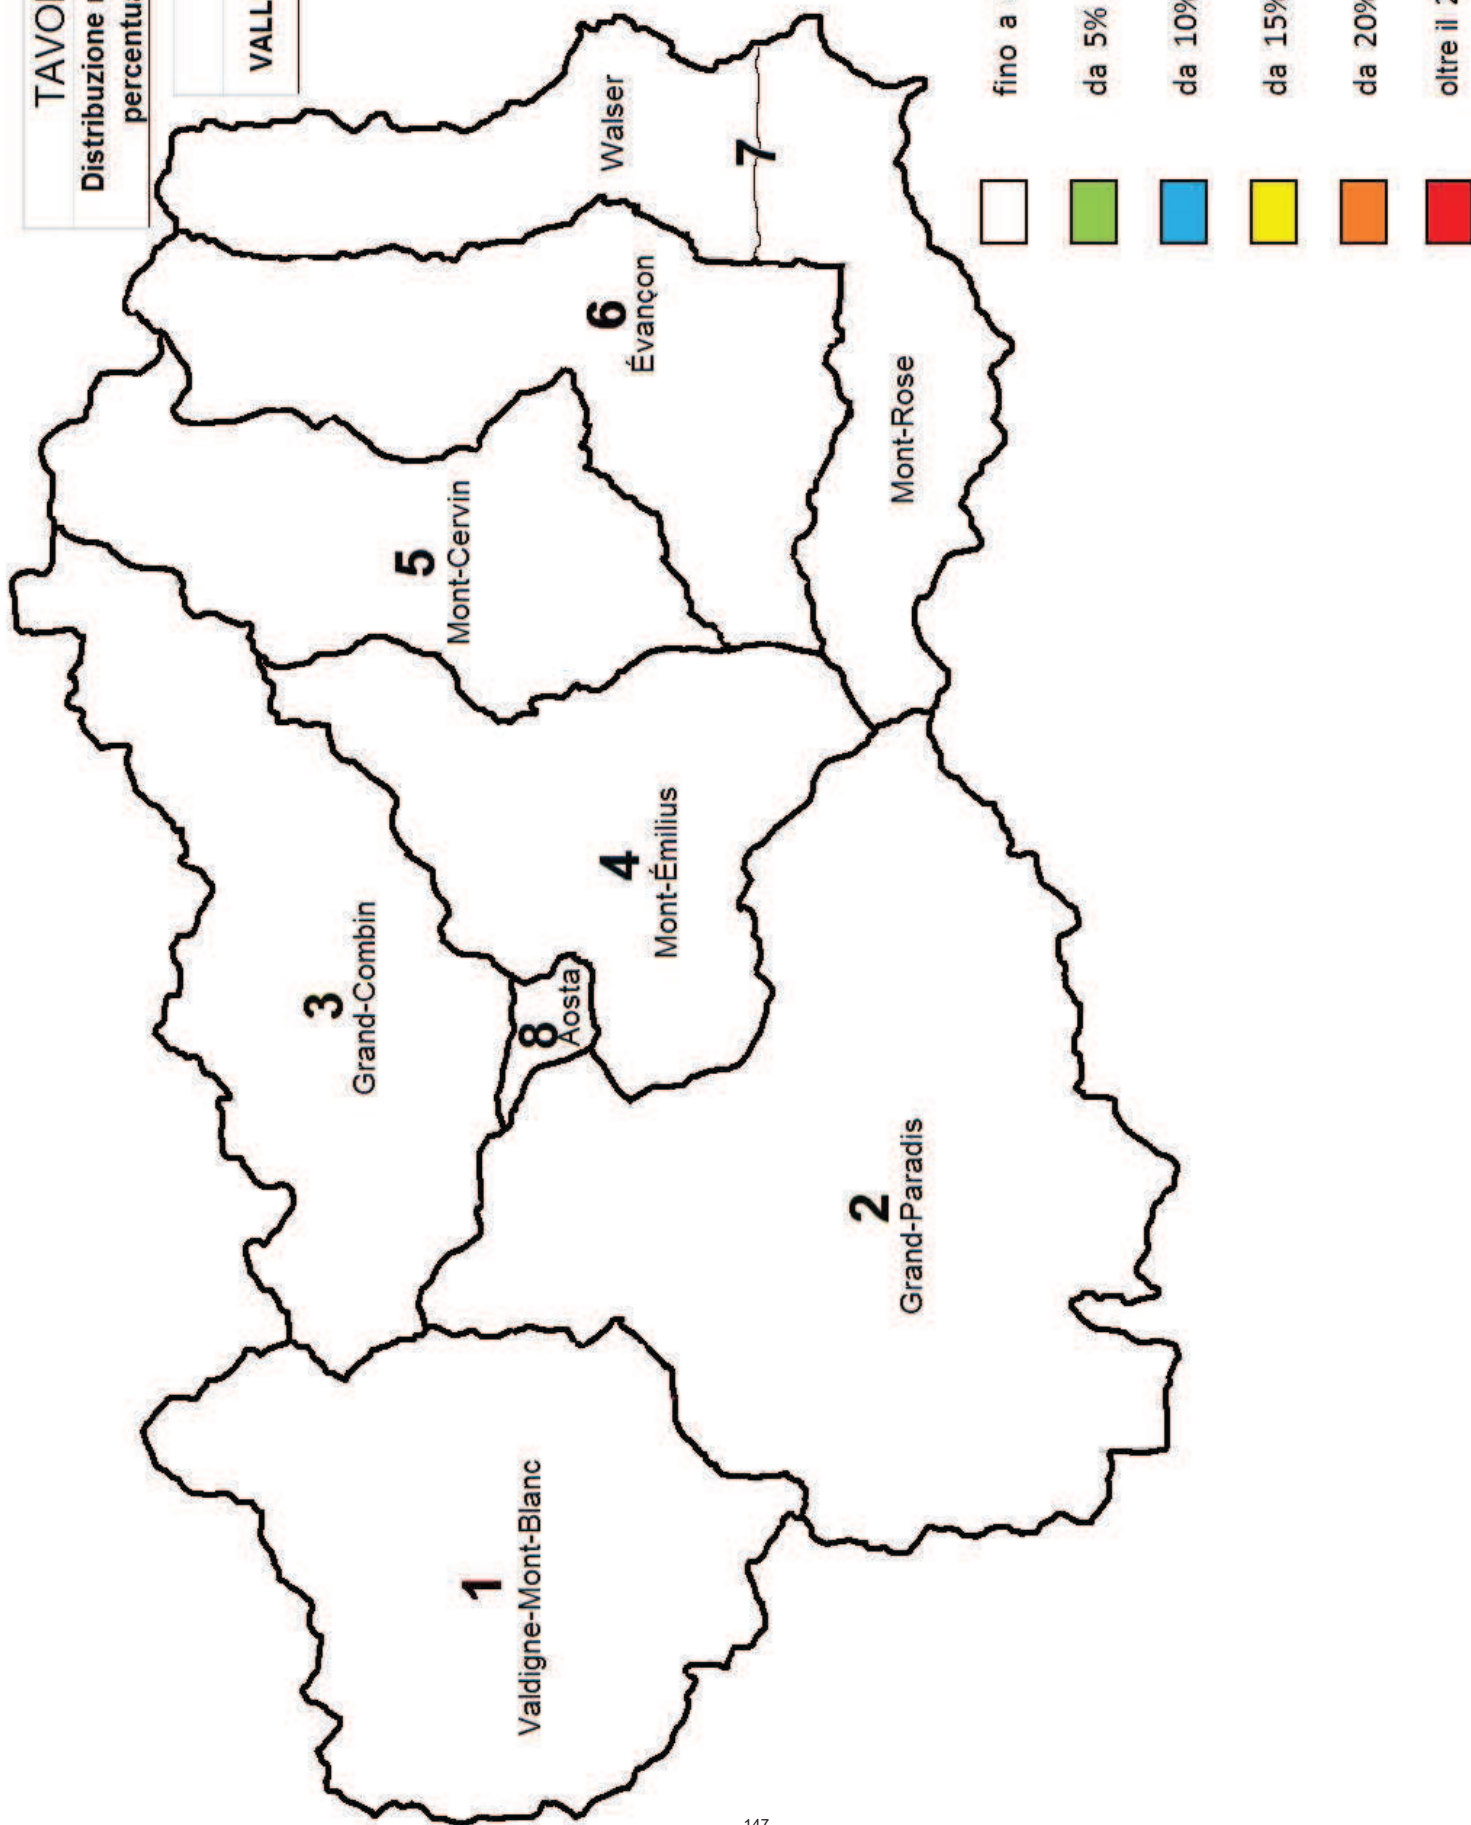 TAVO
Distribuzione
percentua
VALL
Walser
7
6
Évançon
Mont-Rose
5
Mont-Cervin
4
Mont-Émilius
3
Grand-Combin
8
Aosta
2
Grand-Paradis
1
Valdigne-Mont-Blanc
fino a
da 5%
da 10%
da 15%
da 20%
oltre il 2
147